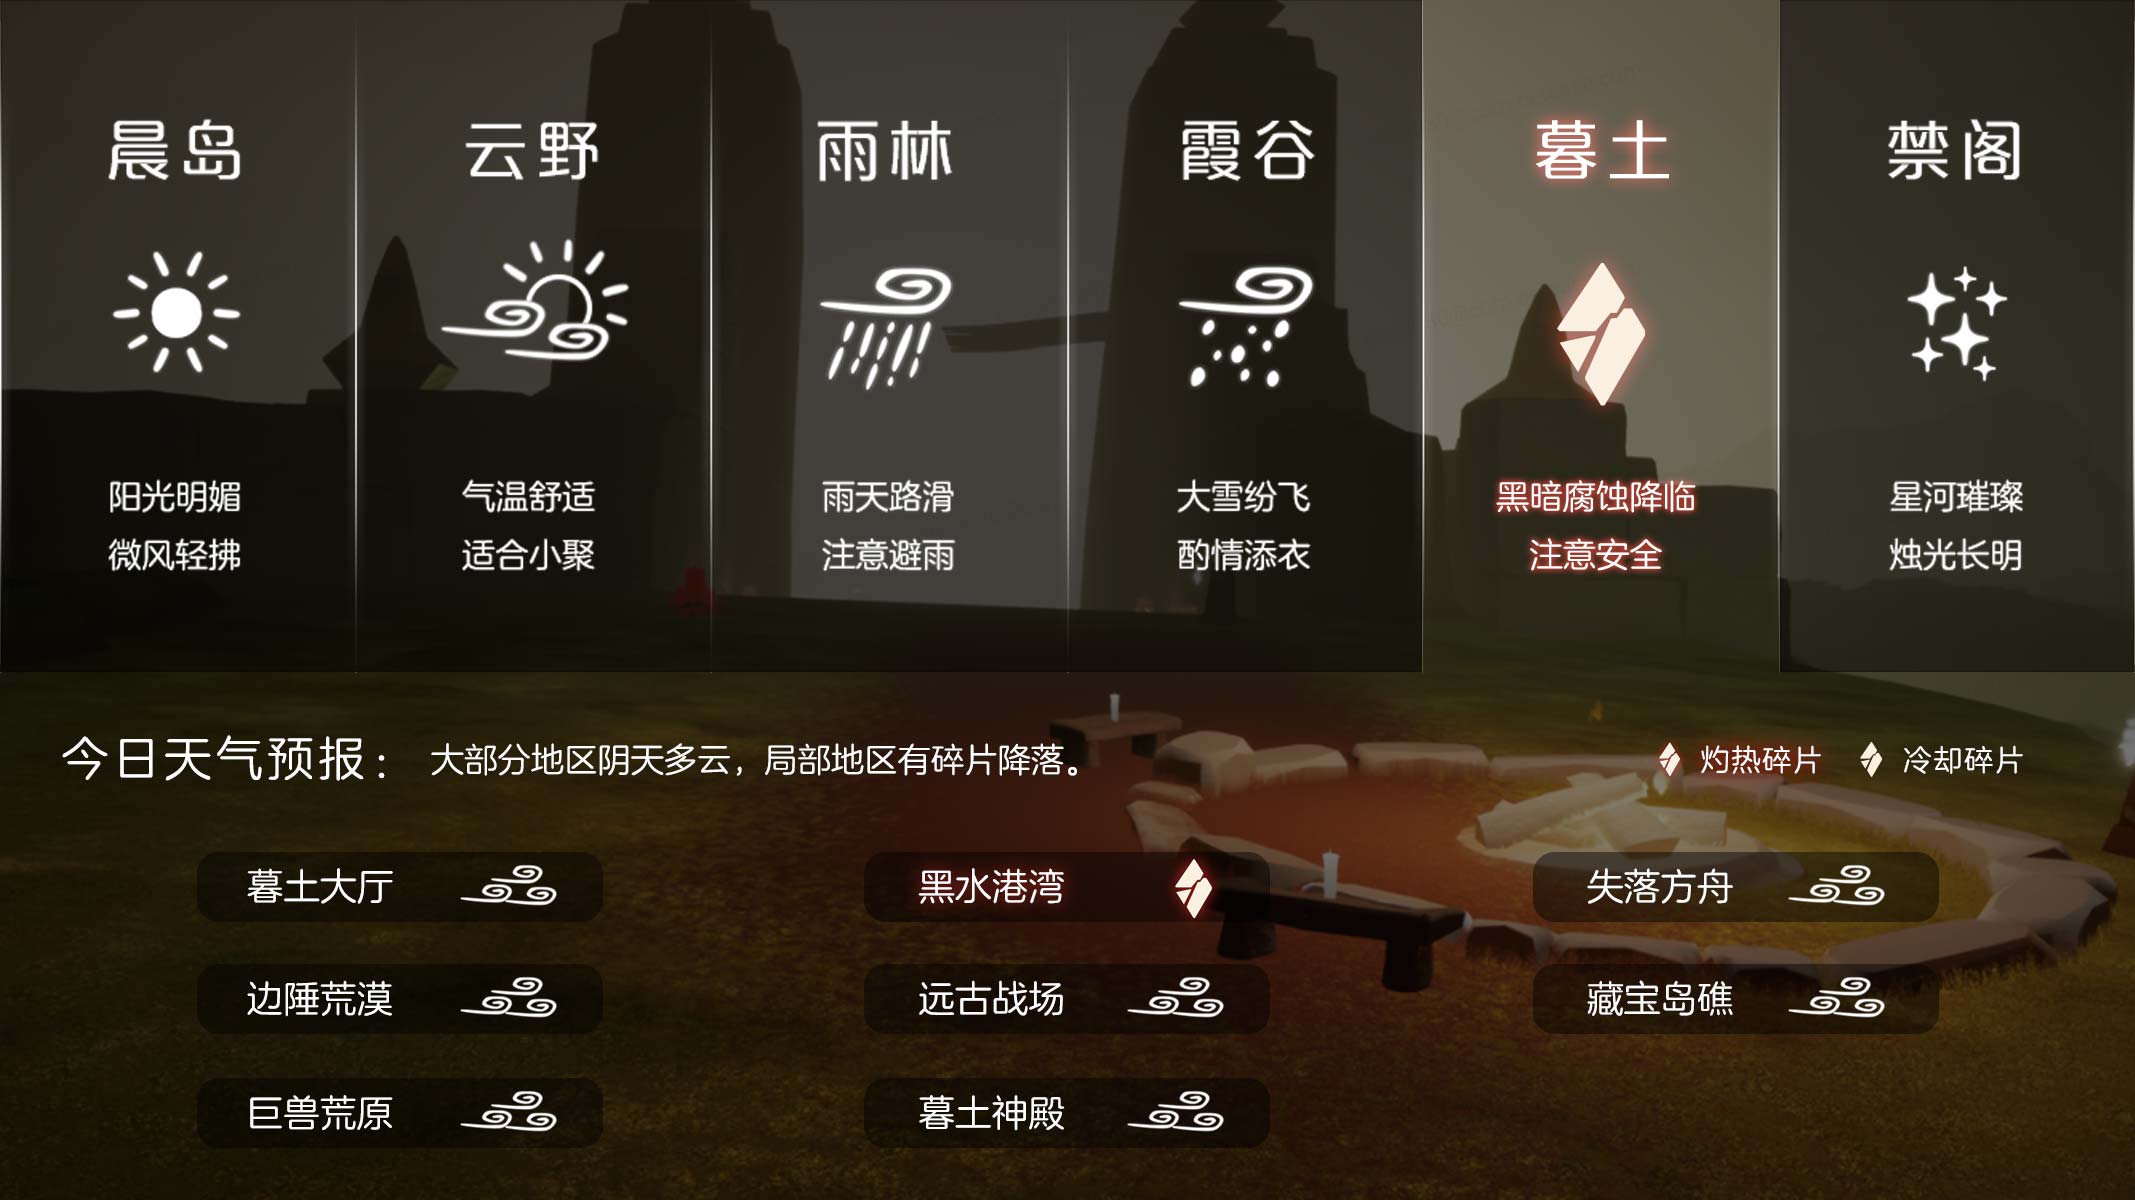 晨岛
云野
雨林
霞谷
暮土
禁阁
阳光明媚
微风轻拂
气温舒适
适合小聚
雨天路滑
注意避雨
大雪纷飞
酌情添衣
黑暗腐蚀降临
注意安全
星河璀璨
烛光长明
今日天气预报：
大部分地区阴天多云，局部地区有碎片降落。
灼热碎片
冷却碎片
暮土大厅
黑水港湾
失落方舟
边陲荒漠
远古战场
藏宝岛礁
巨兽荒原
暮土神殿